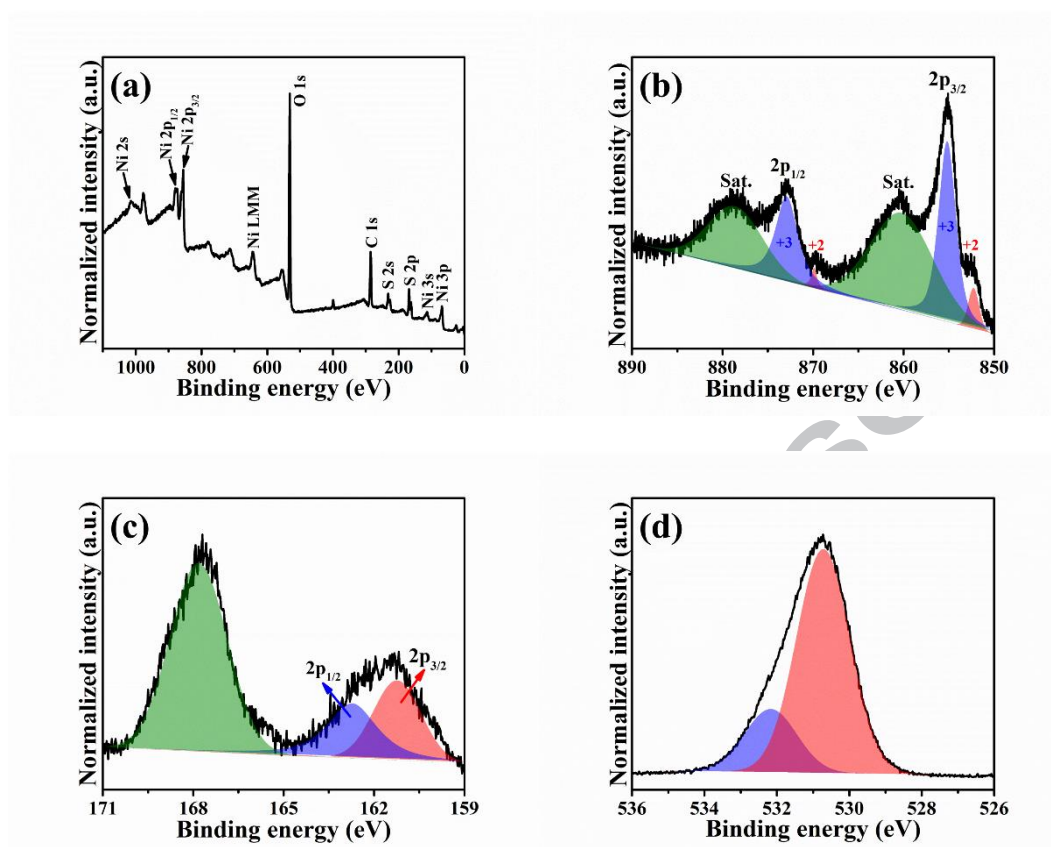 (a)
Normalized intensity (a.u.)
Ni 2s
Ni 2p1/2
Ni 2p3/2
Ni LMM
O 1s
C 1s
S 2s
S 2p
Ni 3s
Ni 3p
1000 800 600 400 200 0
Binding energy (eV)
(b)
Normalized intensity (a.u.)
2p3/2
2p1/2
Sat.
Sat.
+3
+2
+3
+2
890 880 870 860 850
Binding energy (eV)
(c)
Normalized intensity (a.u.)
2p1/2
2p3/2
171 168 165 162 159
Binding energy (eV)
(d)
Normalized intensity (a.u.)
536 534 532 530 528 526
Binding energy (eV)